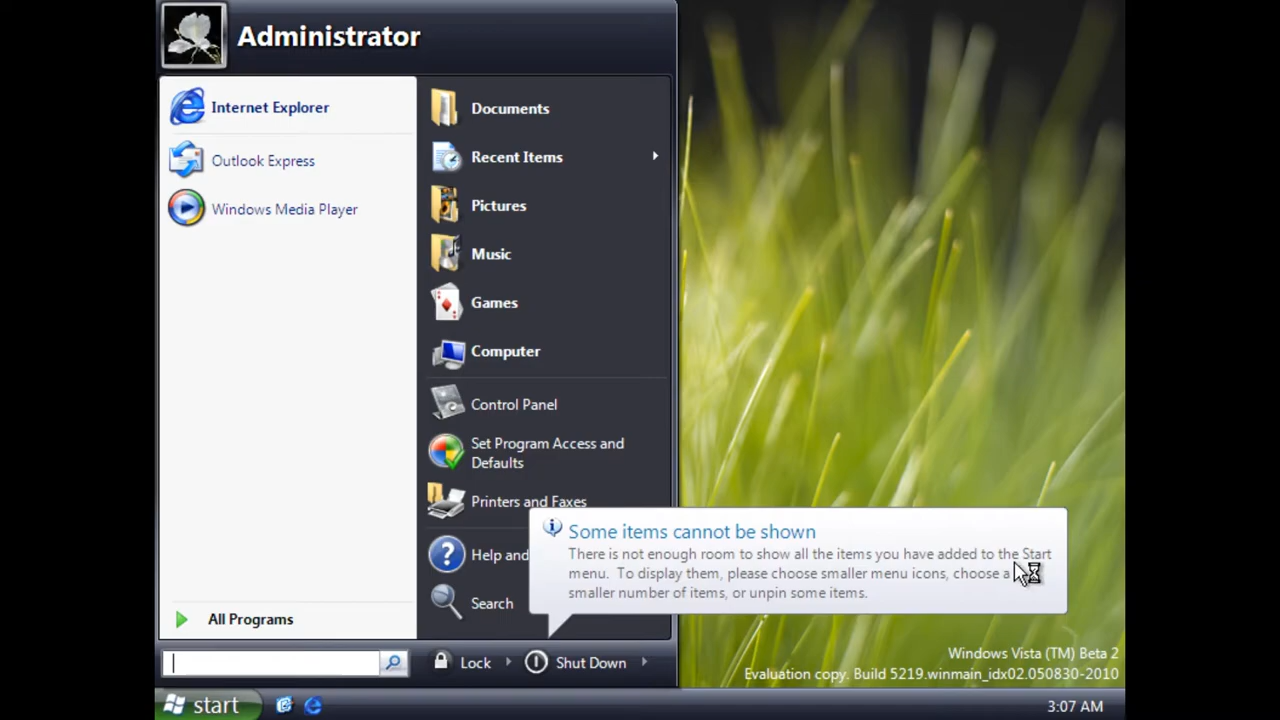 Administrator
Internet Explorer
Outlook Express
Windows Media Player
All Programs
Documents
Recent Items
Pictures
Music
Games
Computer
Control Panel
Set Program Access and
Defaults
Printers and Faxes
Help and
Search
Some items cannot be shown
There is not enough room to show all the items you have added to the Start
menu. To display them, please choose smaller menu icons, choose a
smaller number of items, or unpin some items.
Lock
Shut Down
Windows Vista (TM) Beta 2
Evaluation copy. Build 5219.winmain_idx02.050830-2010
start
3:07 AM